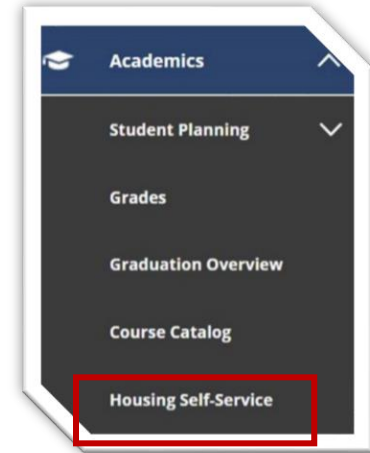 Academics
Student Planning
Grades
Graduation Overview
Course Catalog
Housing Self-Service